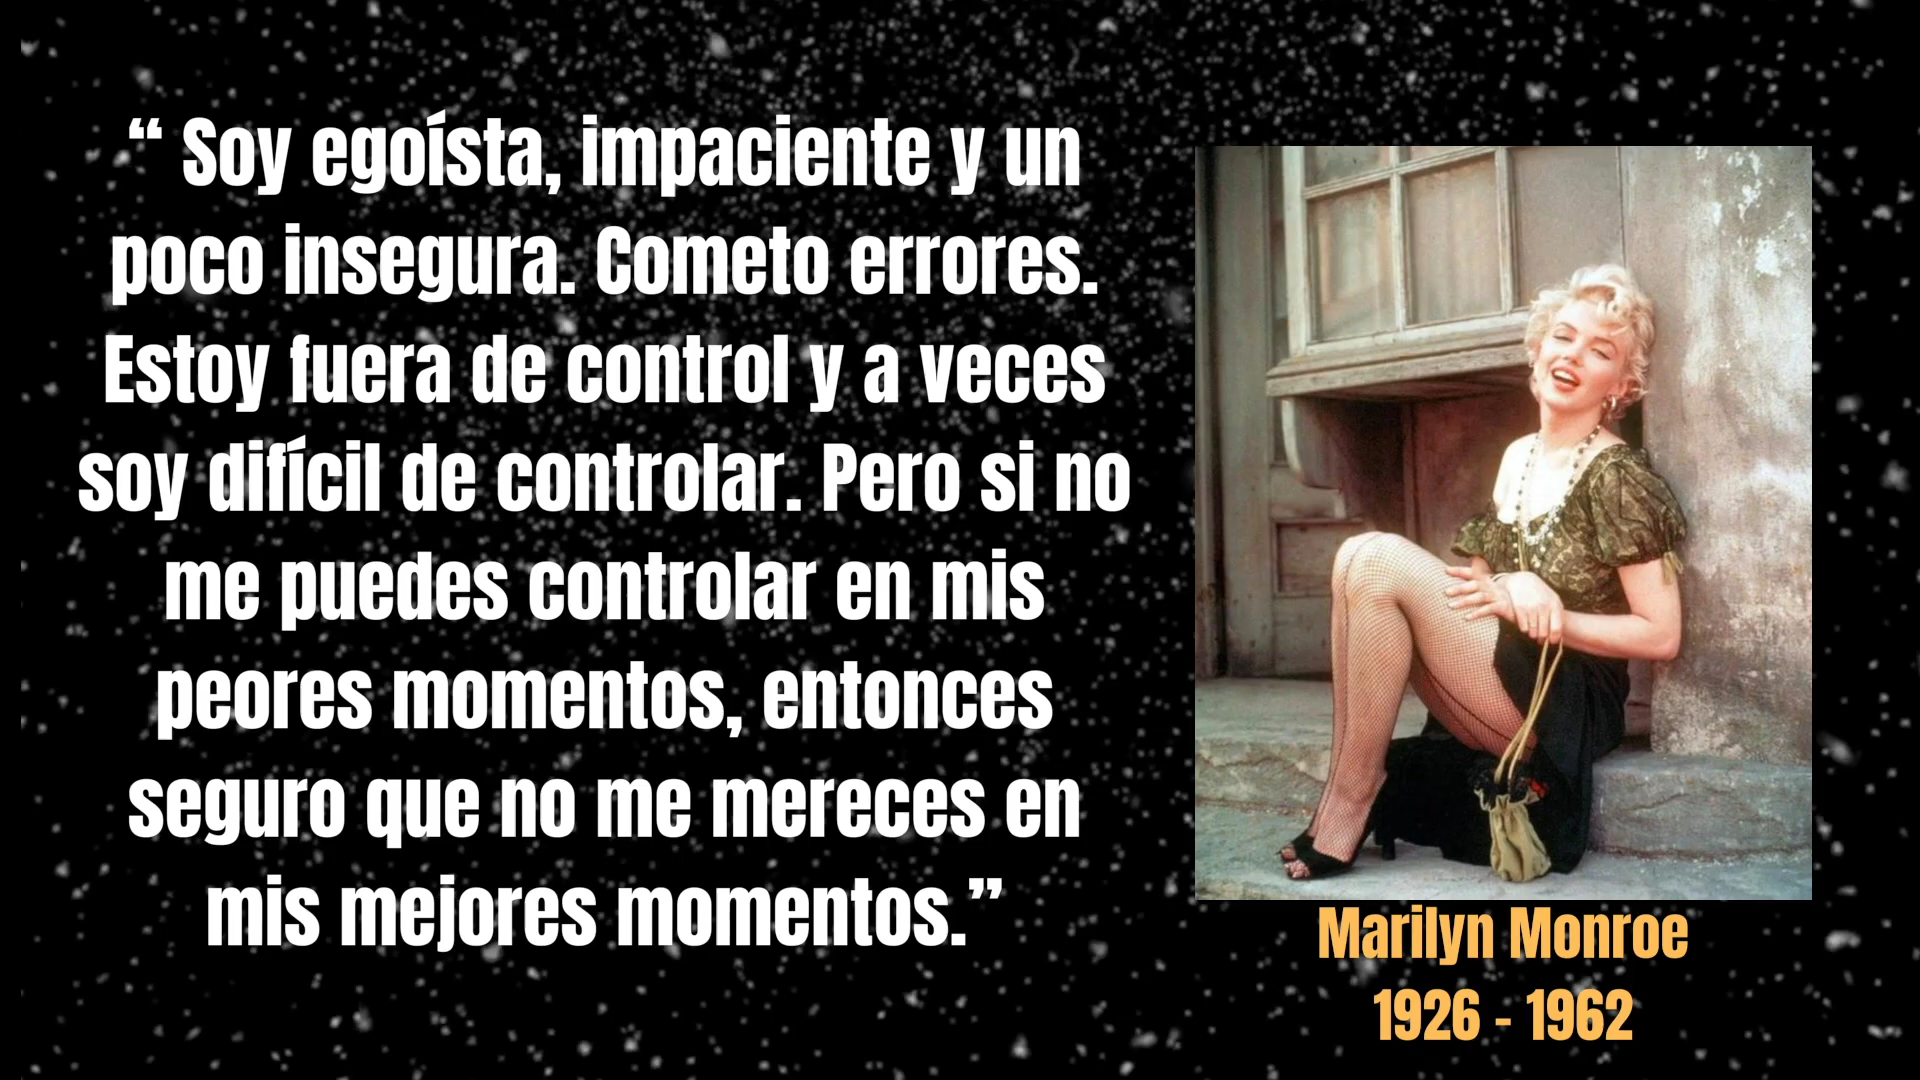 “ Soy egoísta, impaciente y un
poco insegura. Cometo errores.
Estoy fuera de control y a veces
soy difícil de controlar. Pero si no
me puedes controlar en mis
peores momentos, entonces
seguro que no me mereces en
mis mejores momentos.”
Marilyn Monroe
1926 - 1962